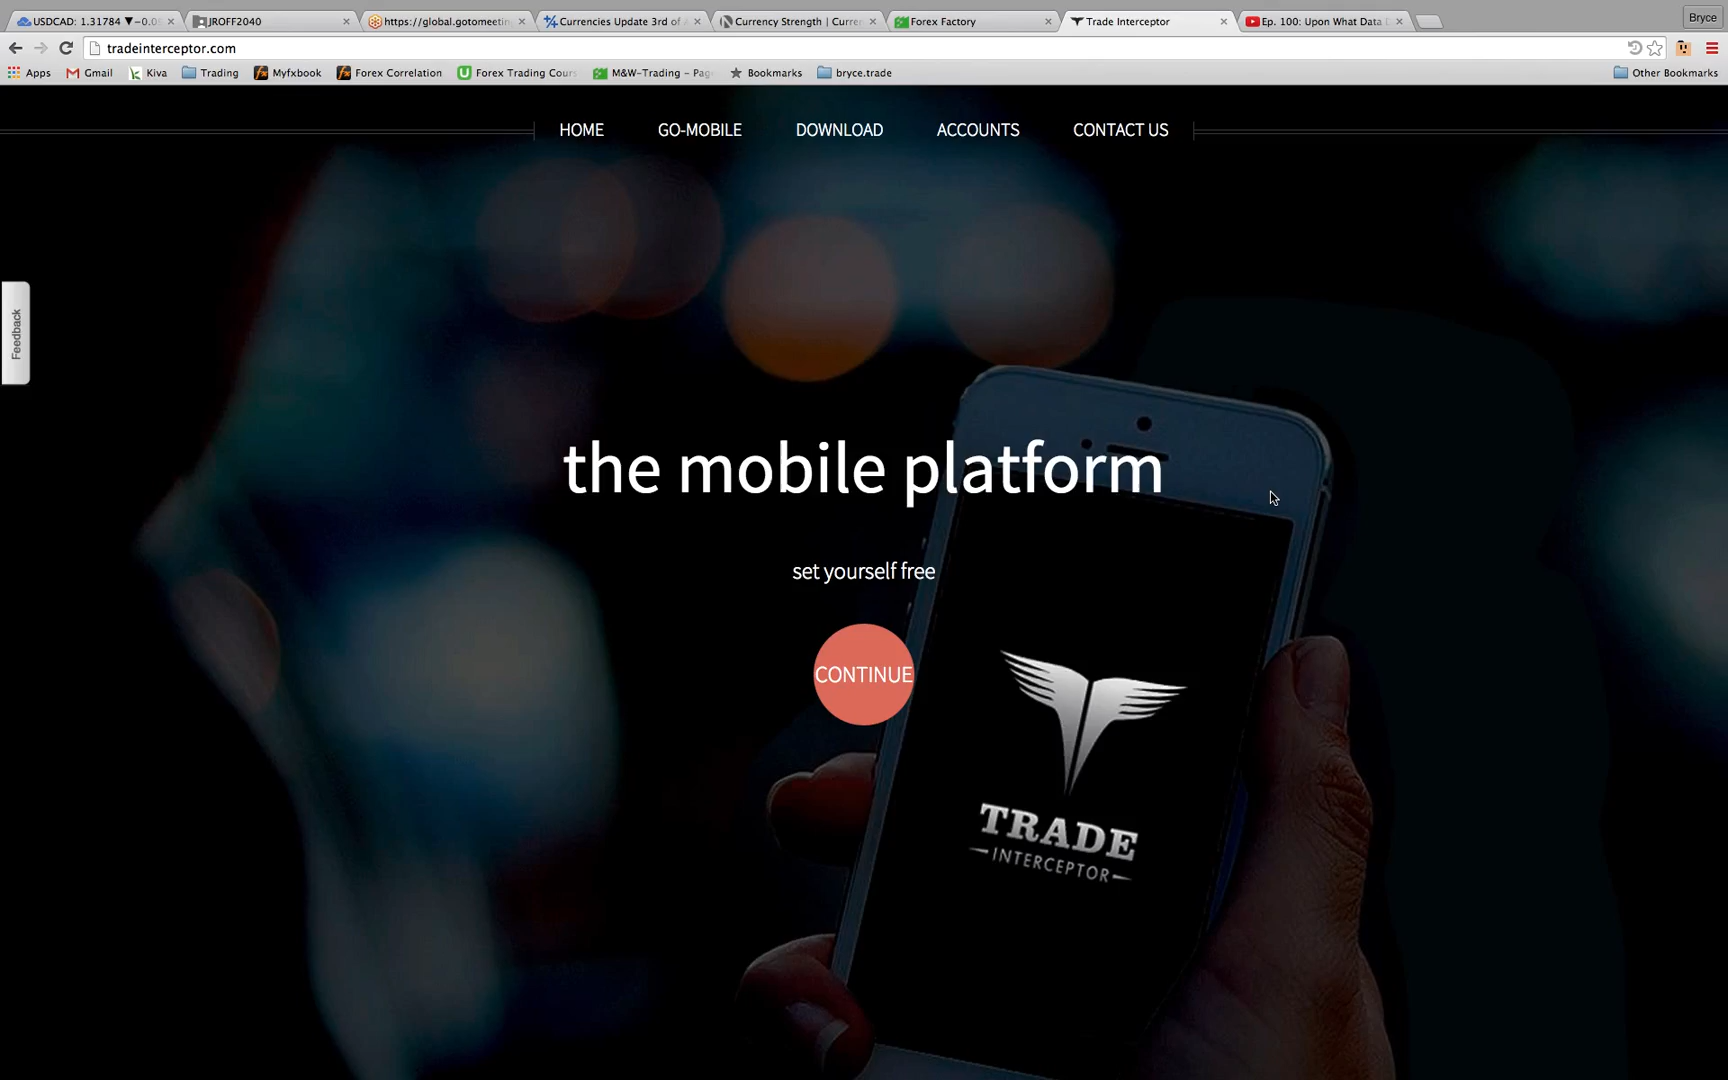 USDCAD: 1.31784 ▼−0.0
JROFF2040
https://global.gotomeetin
Currencies Update 3rd of
Currency Strength | Curre
Forex Factory
Trade Interceptor
Ep. 100: Upon What Data
Bryce
tradeinterceptor.com
Apps
Gmail
Kiva
Trading
Myfxbook
Forex Correlation
Forex Trading Cours
M&W-Trading - Pag
Bookmarks
bryce.trade
Other Bookmarks
HOME
GO-MOBILE
DOWNLOAD
ACCOUNTS
CONTACT US
Feedback
the mobile platform
set yourself free
CONTINUE
TRADE
INTERCEPTOR